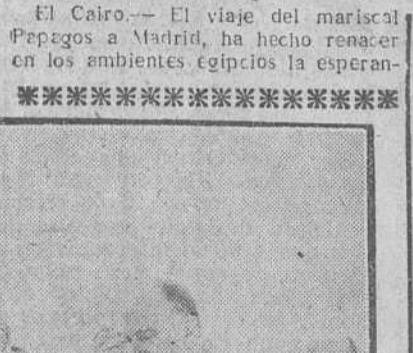 El Cairo.-- El viaje del mariscal
Papagos a Madrid, ha hecho renacer
en los ambientes egipcios la esperan-